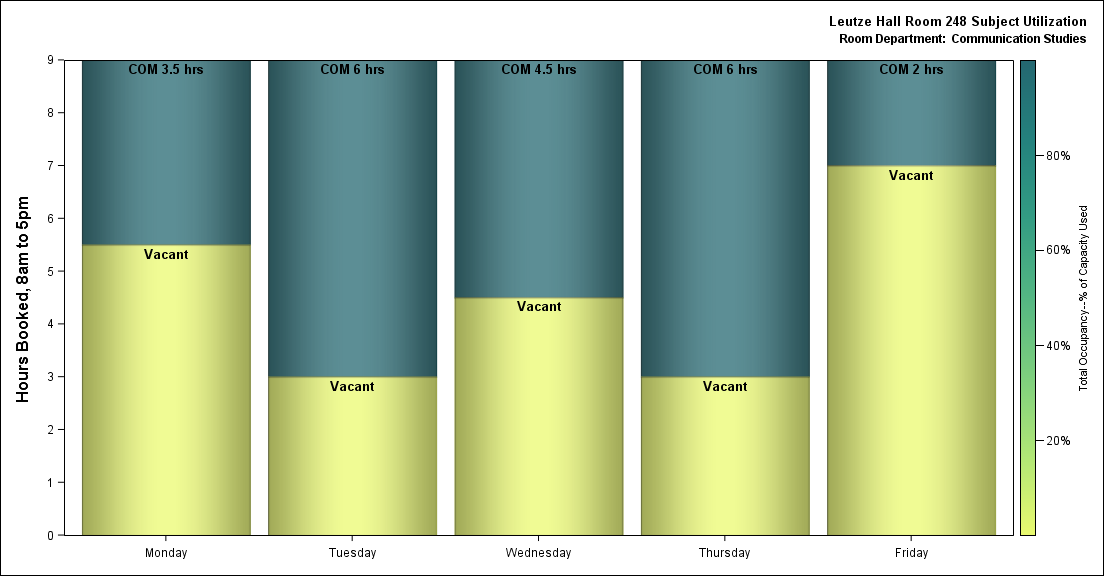 Leutze Hall Room 248 Subject Utilization
Room Department: Communication Studies
Hours Booked, 8am to 5pm
9
8
7
6
5
4
3
2
1
0
COM 3.5 hrs
Vacant
COM 6 hrs
Vacant
COM 4.5 hrs
Vacant
COM 6 hrs
Vacant
COM 2 hrs
Vacant
Monday
Tuesday
Wednesday
Thursday
Friday
80%
60%
40%
20%
Total Occupancy--% of Capacity Used